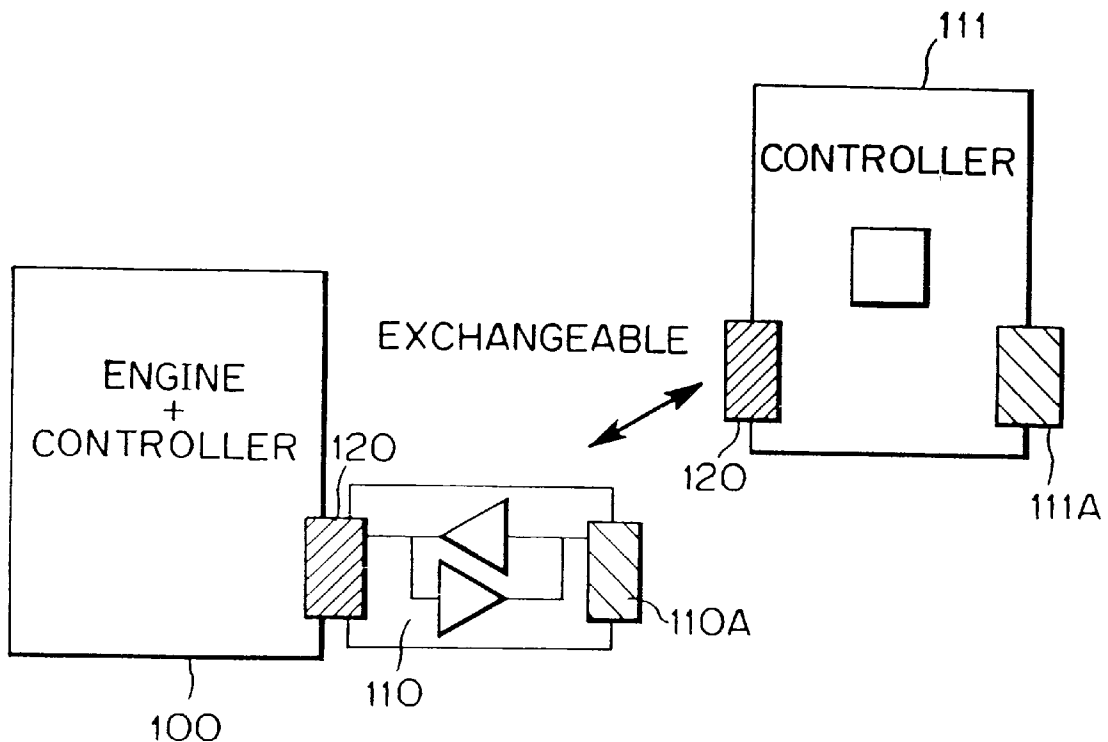 111
CONTROLLER
EXCHANGEABLE
ENGINE
+
CONTROLLER
120
120
111A
110A
110
100